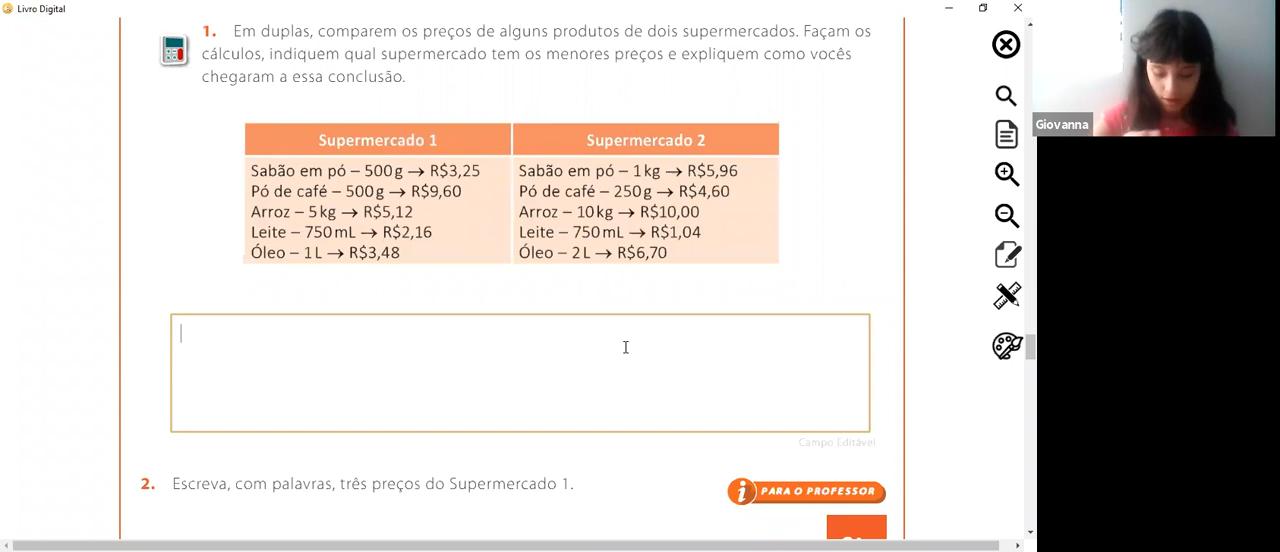 Livro Digital
1. Em duplas, comparem os preços de alguns produtos de dois supermercados. Façam os
cálculos, indiquem qual supermercado tem os menores preços e expliquem como vocês
chegaram a essa conclusão.
Giovanna
Supermercado 1
Sabão em pó – 500 g → R$3,25
Pó de café – 500 g → R$9,60
Arroz – 5 kg → R$5,12
Leite – 750 mL → R$2,16
Óleo – 1 L → R$3,48
Supermercado 2
Sabão em pó – 1 kg → R$5,96
Pó de café – 250 g → R$4,60
Arroz – 10 kg → R$10,00
Leite – 750 mL → R$1,04
Óleo – 2 L → R$6,70
Campo Editável
2. Escreva, com palavras, três preços do Supermercado 1.
i PARA O PROFESSOR